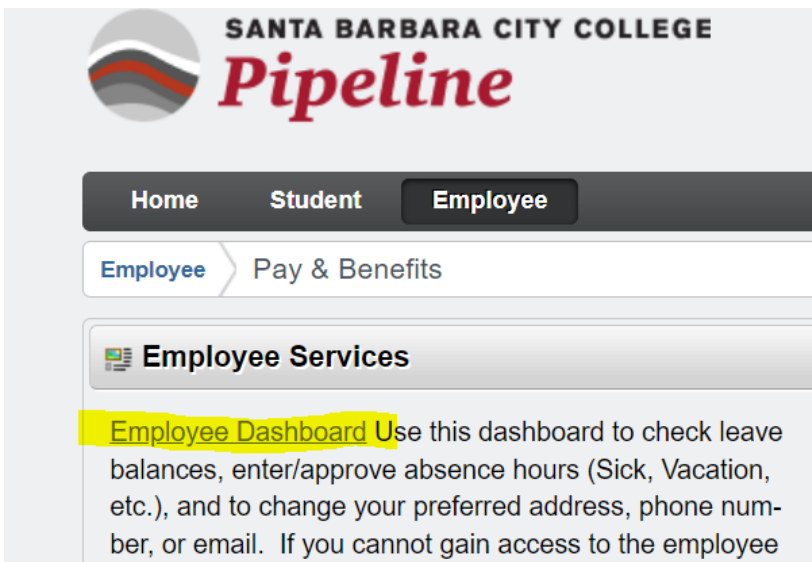 SANTA BARBARA CITY COLLEGE
Pipeline
Home Student Employee
Employee Pay & Benefits
Employee Services
Employee Dashboard Use this dashboard to check leave
balances, enter/approve absence hours (Sick, Vacation,
etc.), and to change your preferred address, phone num-
ber, or email. If you cannot gain access to the employee